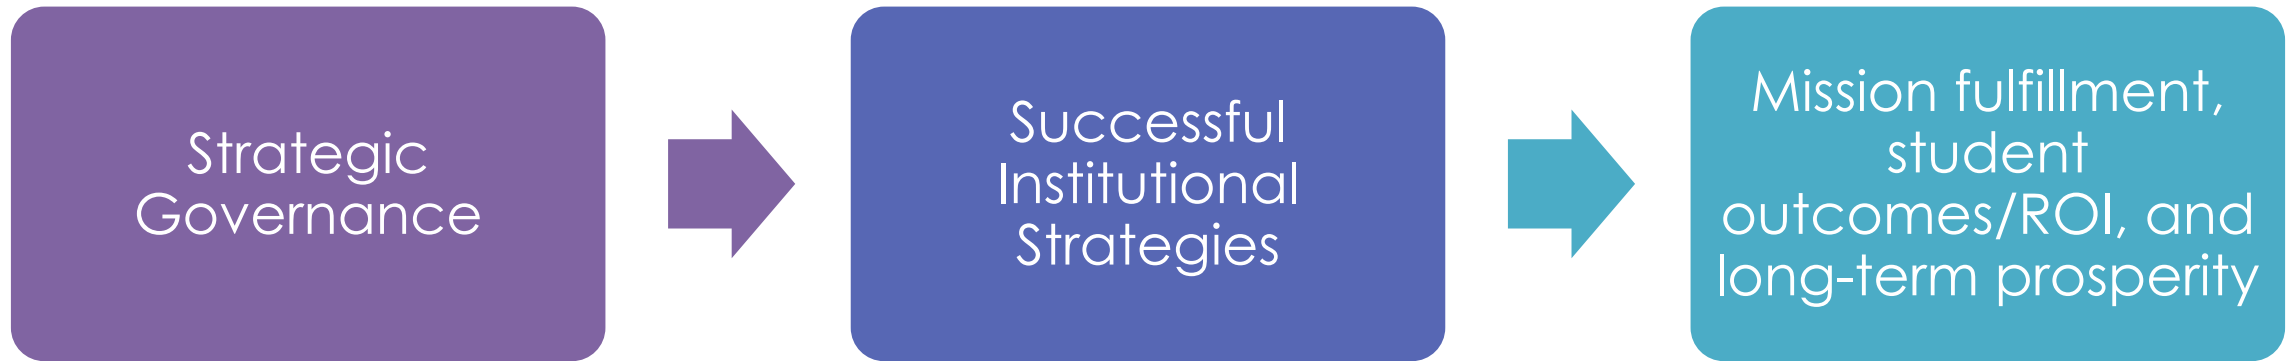 Strategic
Governance
Successful
Institutional
Strategies
Mission fulfillment,
student
outcomes/ROI, and
long-term prosperity